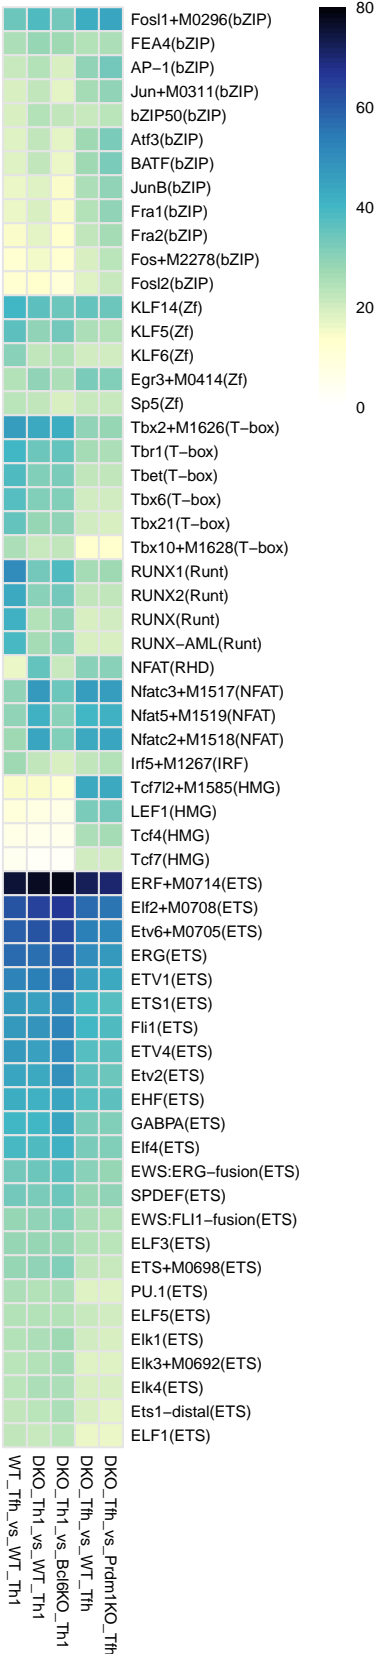 Fosl1+M0296(bZIP)
FEA4(bZIP)
AP−1(bZIP)
Jun+M0311(bZIP)
bZIP50(bZIP)
Atf3(bZIP)
BATF(bZIP)
JunB(bZIP)
Fra1(bZIP)
Fra2(bZIP)
Fos+M2278(bZIP)
Fosl2(bZIP)
KLF14(Zf)
KLF5(Zf)
KLF6(Zf)
Egr3+M0414(Zf)
Sp5(Zf)
Tbx2+M1626(T−box)
Tbr1(T−box)
Tbet(T−box)
Tbx6(T−box)
Tbx21(T−box)
Tbx10+M1628(T−box)
RUNX1(Runt)
RUNX2(Runt)
RUNX(Runt)
RUNX−AML(Runt)
NFAT(RHD)
Nfatc3+M1517(NFAT)
Nfat5+M1519(NFAT)
Nfatc2+M1518(NFAT)
Irf5+M1267(IRF)
Tcf7l2+M1585(HMG)
LEF1(HMG)
Tcf4(HMG)
Tcf7(HMG)
ERF+M0714(ETS)
Elf2+M0708(ETS)
Etv6+M0705(ETS)
ERG(ETS)
ETV1(ETS)
ETS1(ETS)
Fli1(ETS)
ETV4(ETS)
Etv2(ETS)
EHF(ETS)
GABPA(ETS)
Elf4(ETS)
EWS:ERG−fusion(ETS)
SPDEF(ETS)
EWS:FLI1−fusion(ETS)
ELF3(ETS)
ETS+M0698(ETS)
PU.1(ETS)
ELF5(ETS)
Elk1(ETS)
Elk3+M0692(ETS)
Elk4(ETS)
Ets1−distal(ETS)
ELF1(ETS)
WT_Tfh_vs_WT_Th1
DKO_Th1_vs_WT_Th1
DKO_Th1_vs_Bcl6KO_Th1
DKO_Tfh_vs_WT_Tfh
DKO_Tfh_vs_Prdm1KO_Tfh
80
60
40
20
0